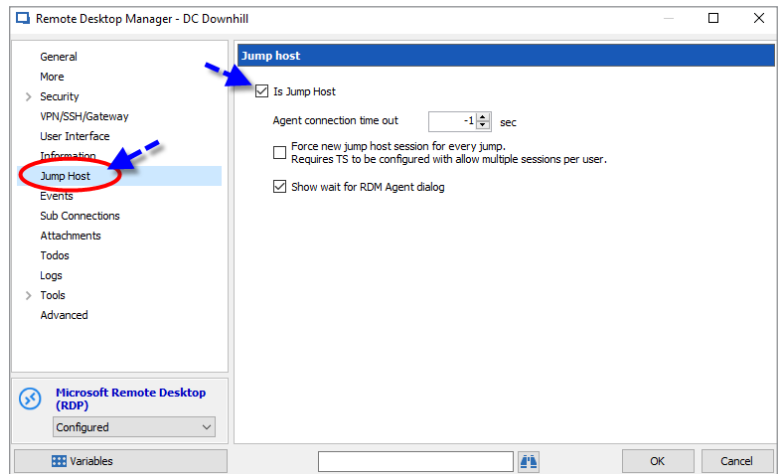 Remote Desktop Manager - DC Downhill
General
More
Security
VPN/SSH/Gateway
User Interface
Information
Jump Host
Events
Sub Connections
Attachments
Todos
Logs
Tools
Advanced
Microsoft Remote Desktop
(RDP)
Configured
Variables
Jump host
Is Jump Host
Agent connection time out -1 sec
Force new jump host session for every jump.
Requires TS to be configured with allow multiple sessions per user.
Show wait for RDM Agent dialog
OK Cancel